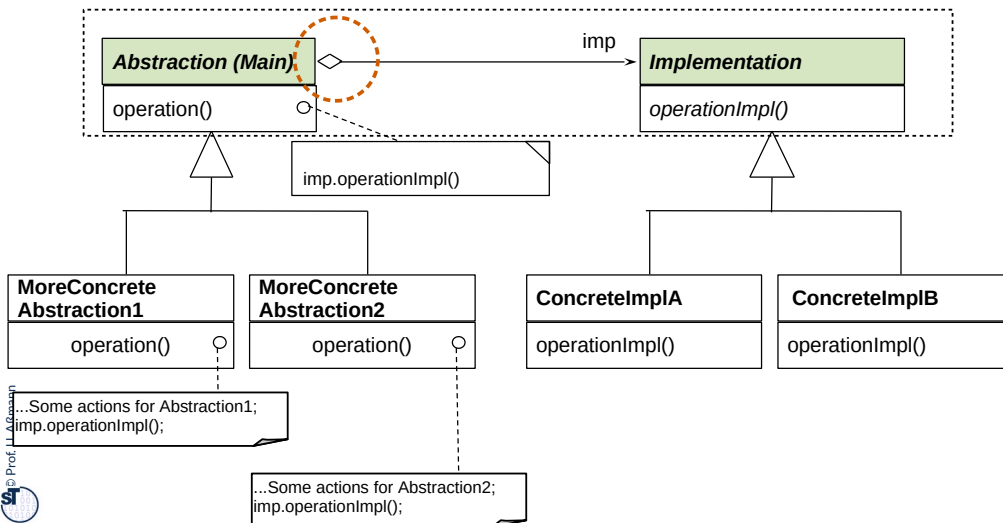 imp
Abstraction (Main)
Implementation
operation()
operationImpl()
imp.operationImpl()
MoreConcrete
Abstraction1
MoreConcrete
Abstraction2
ConcreteImplA
ConcreteImplB
operation()
operation()
operationImpl()
operationImpl()
...Some actions for Abstraction1;
imp.operationImpl();
...Some actions for Abstraction2;
imp.operationImpl();
© Prof. U. Aßmann
ST